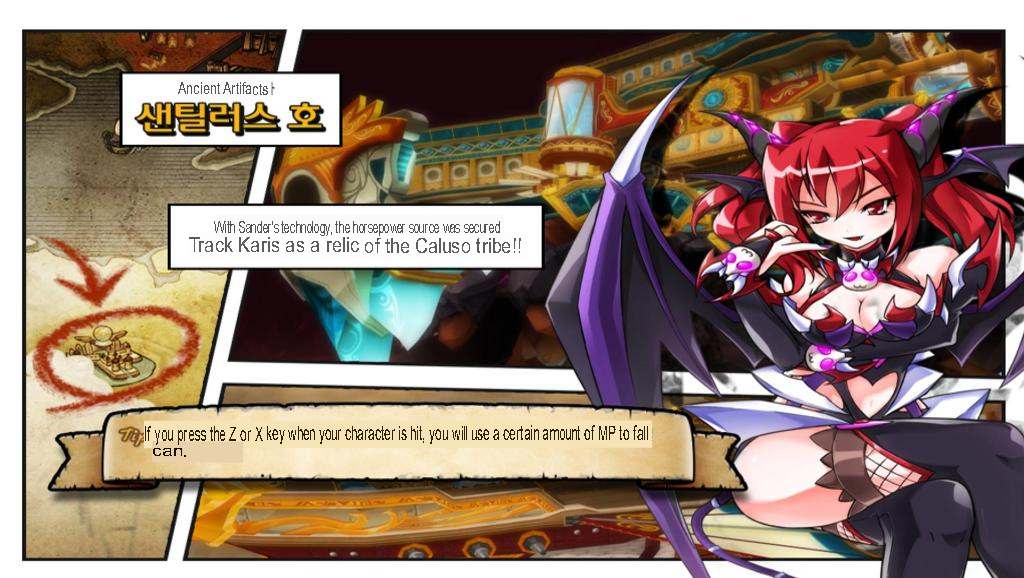 Ancient Artifacts
샌틸러스 호
With Sander's technology, the horsepower source was secured
Track Karis as a relic of the Caluso tribe!!
Tip
If you press the Z or X key when your character is hit, you will use a certain amount of MP to fall
can.